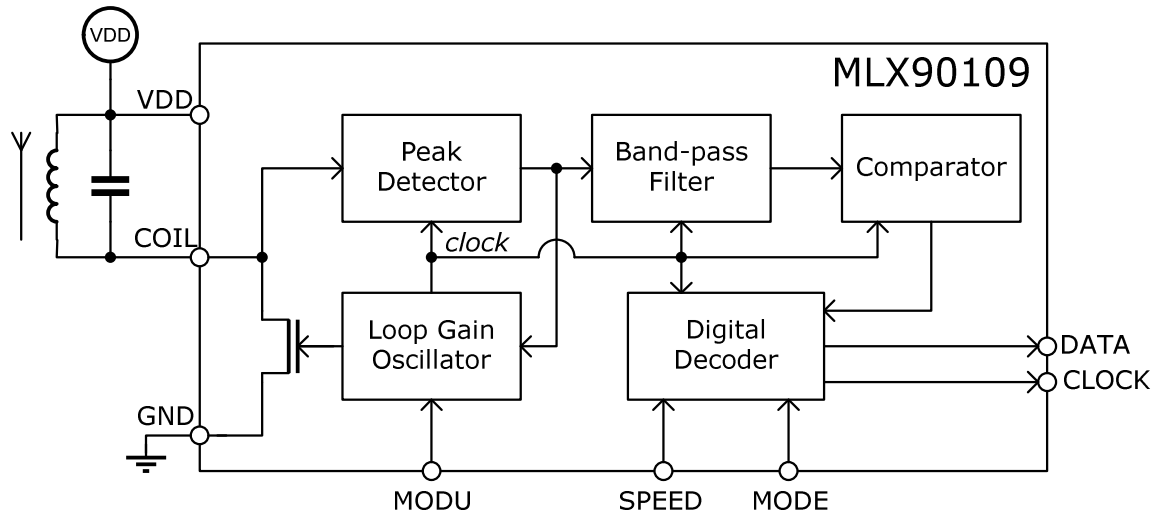 VDD
MLX90109
VDD
Peak
Detector
Band-pass
Filter
Comparator
COIL
clock
Loop Gain
Oscillator
Digital
Decoder
DATA
CLOCK
GND
MODU
SPEED
MODE